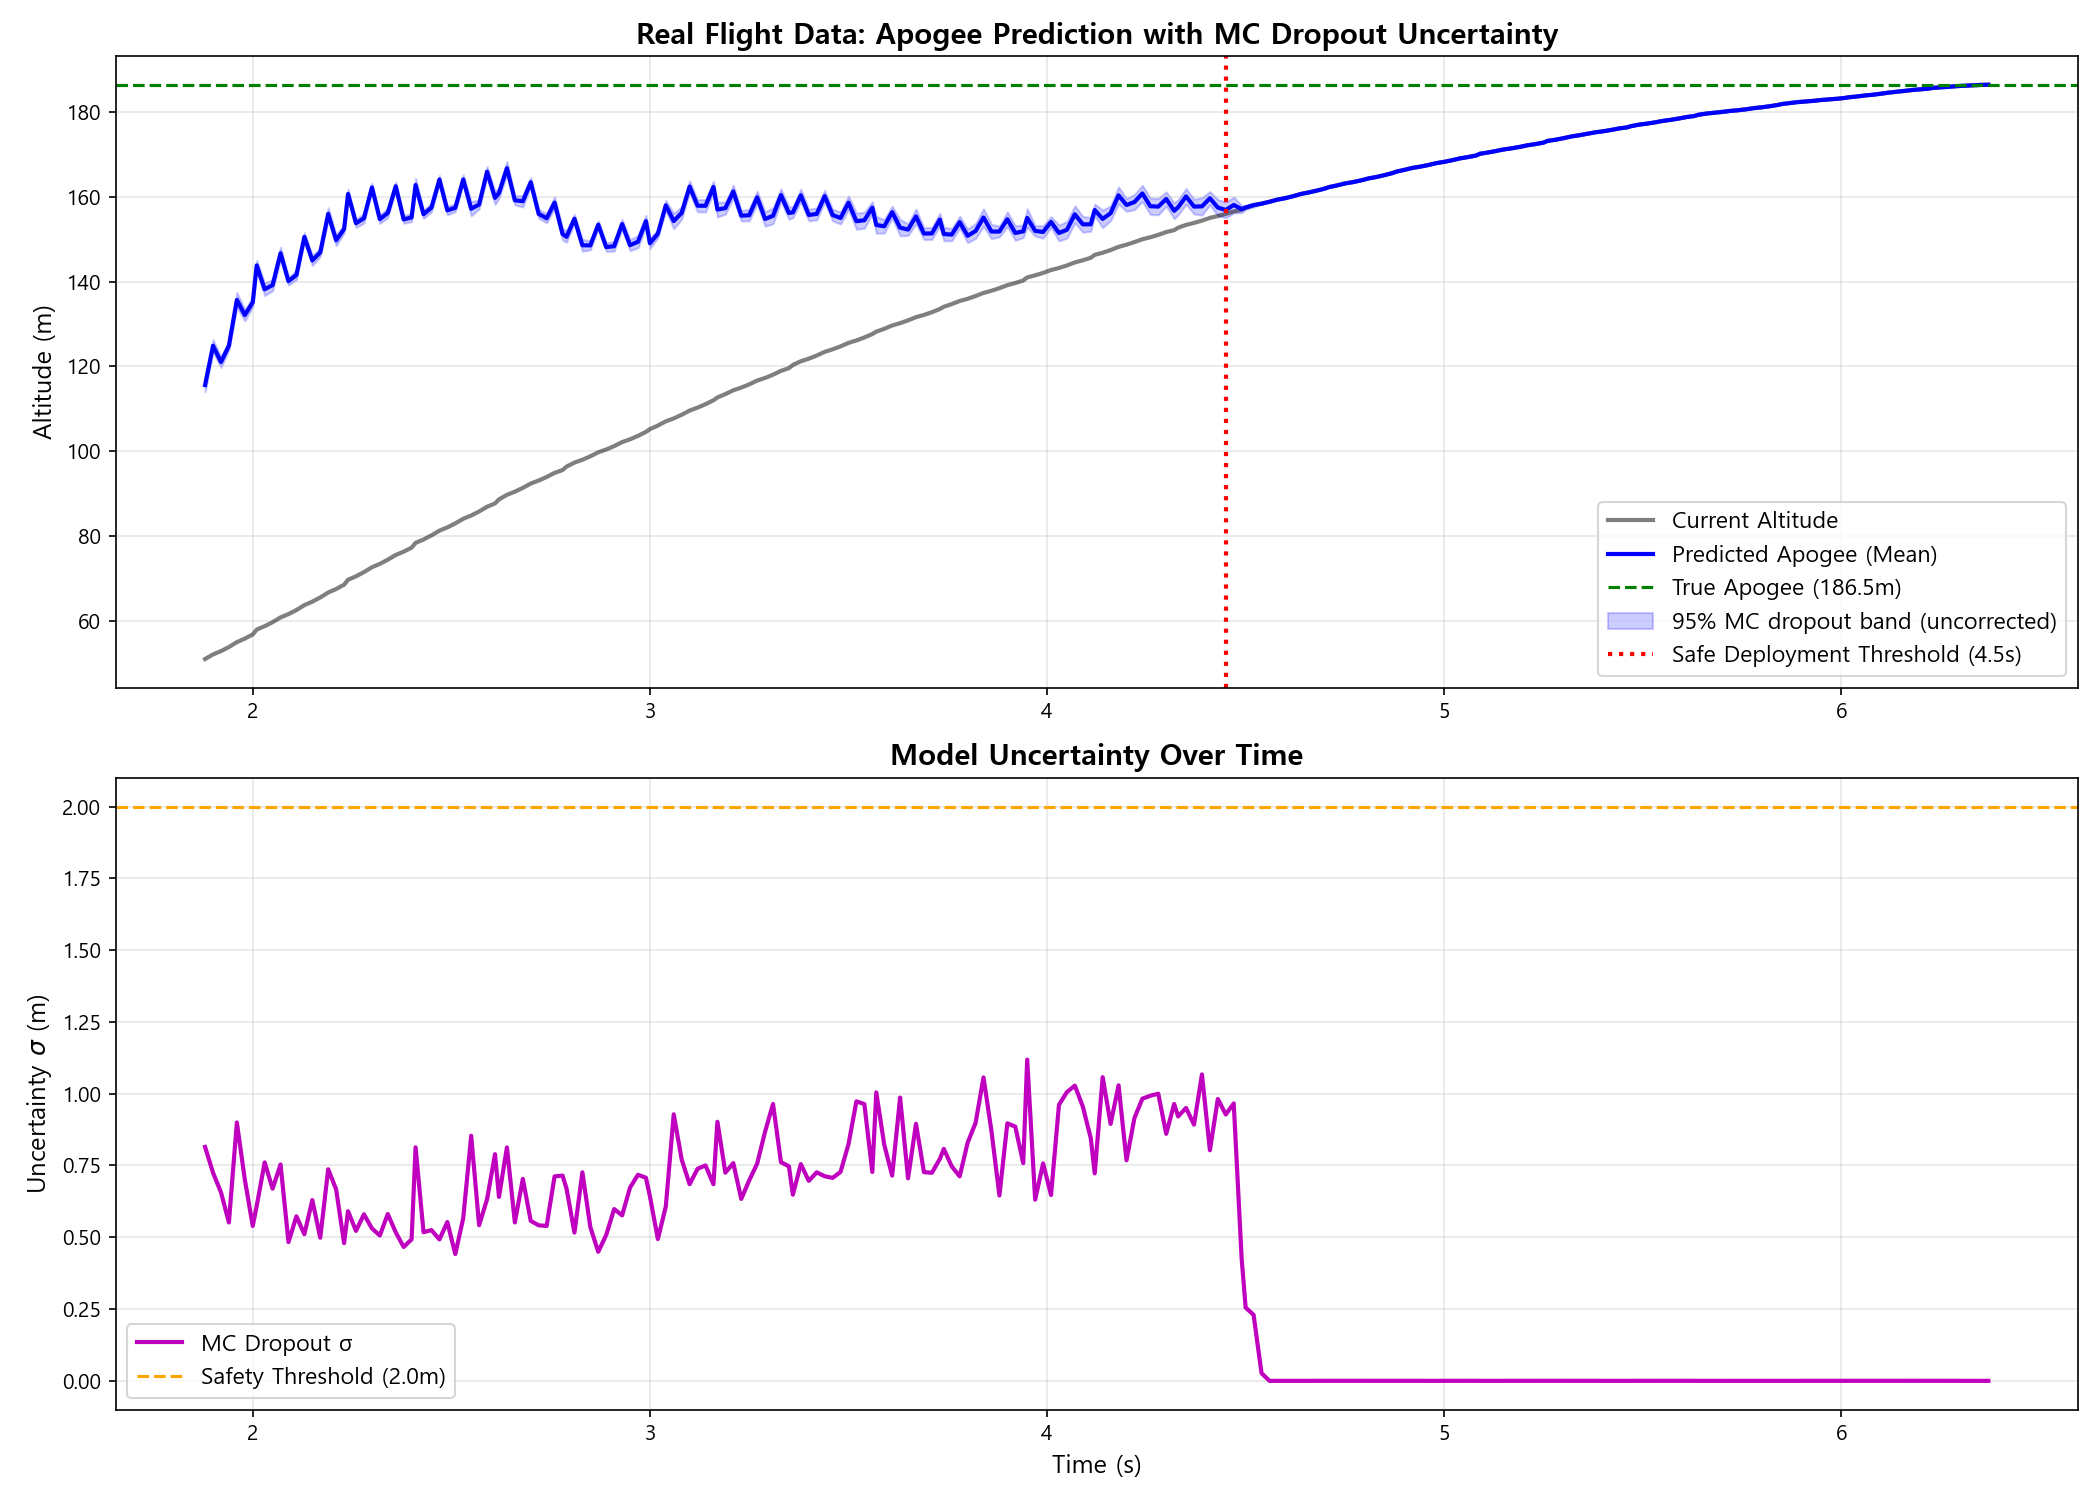 Real Flight Data: Apogee Prediction with MC Dropout Uncertainty
Altitude (m)
180
160
140
120
100
80
60
2
3
4
5
6
Current Altitude
Predicted Apogee (Mean)
True Apogee (186.5m)
95% MC dropout band (uncorrected)
Safe Deployment Threshold (4.5s)
Model Uncertainty Over Time
Uncertainty σ (m)
2.00
1.75
1.50
1.25
1.00
0.75
0.50
0.25
0.00
MC Dropout σ
Safety Threshold (2.0m)
2
3
4
5
6
Time (s)